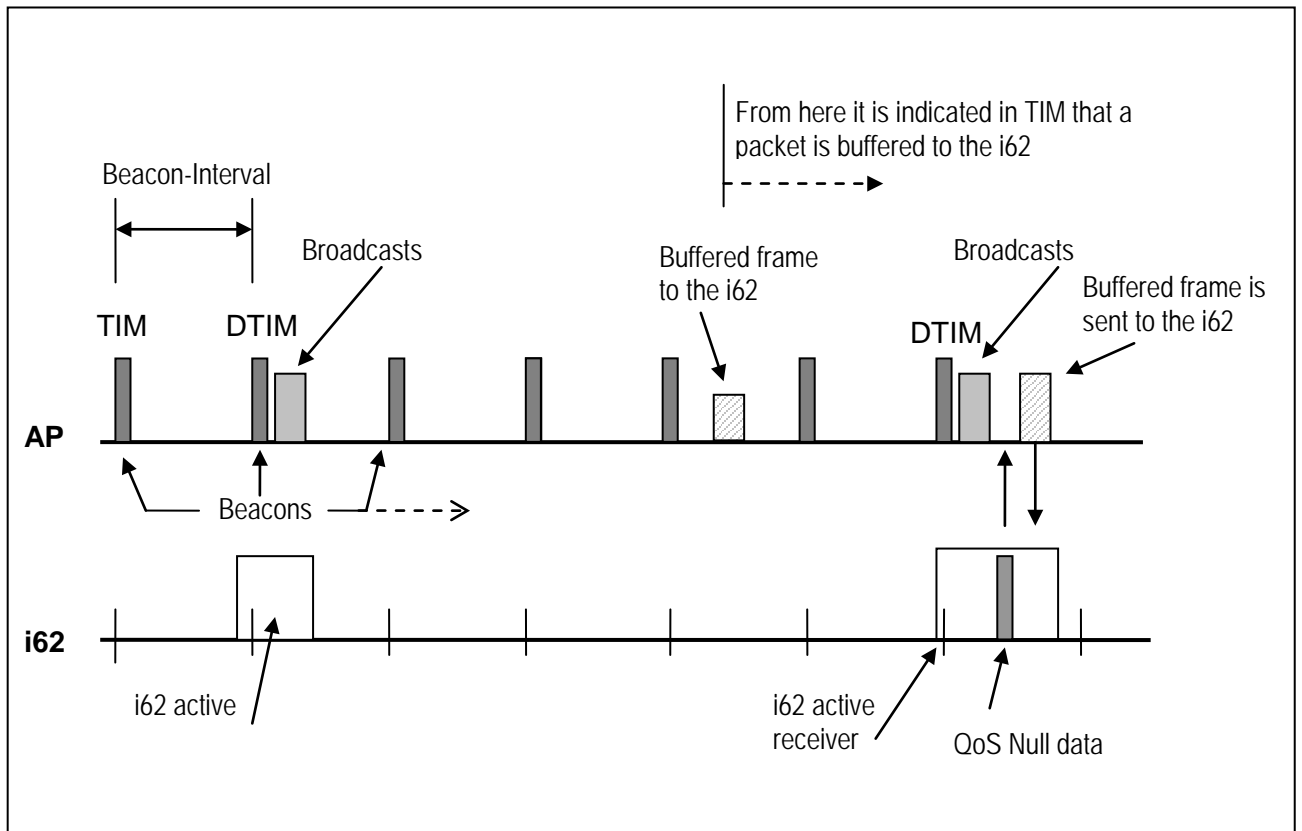 From here it is indicated in TIM that a
packet is buffered to the i62
Beacon-Interval
Broadcasts
Buffered frame
to the i62
Broadcasts
Buffered frame is
sent to the i62
TIM
DTIM
DTIM
AP
Beacons
i62
i62 active
i62 active
receiver
QoS Null data